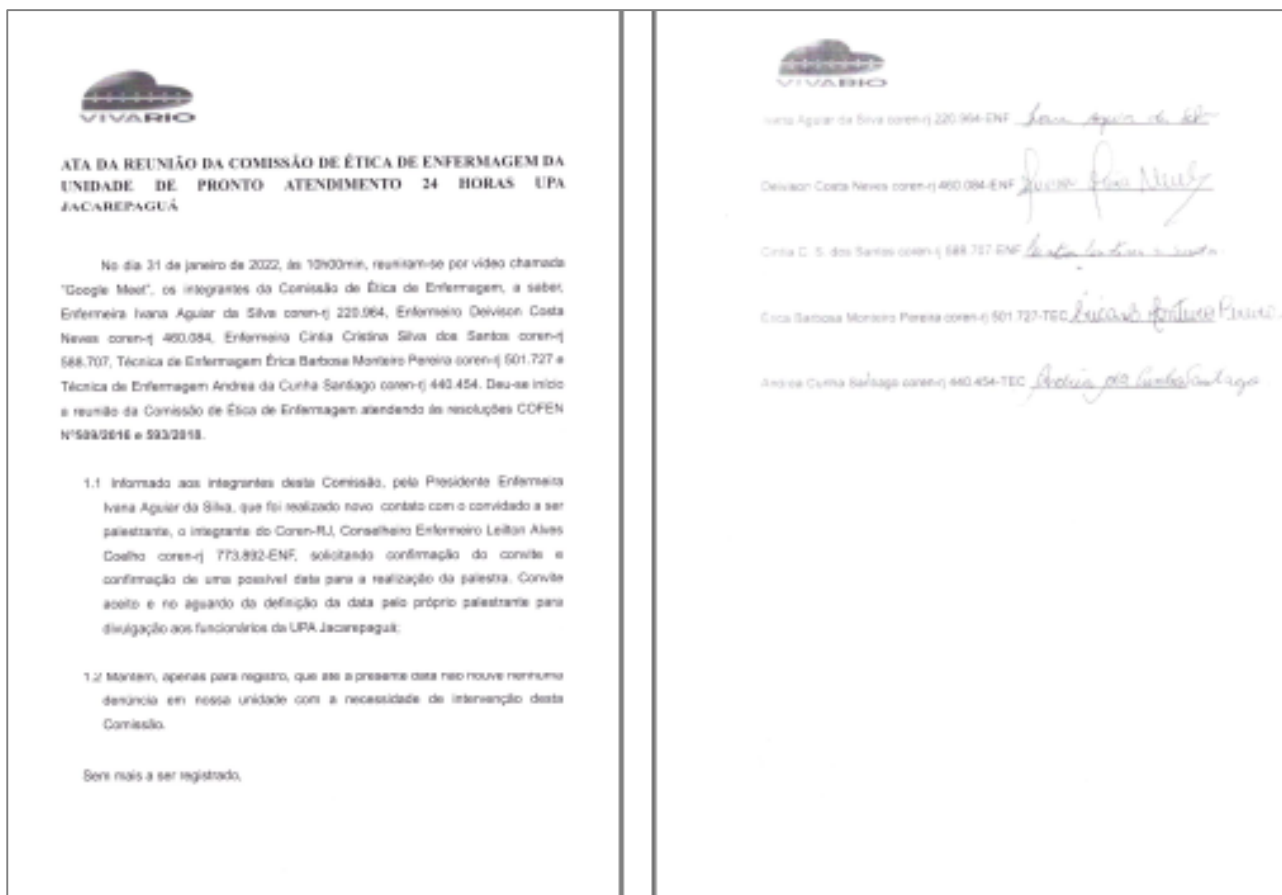 VIVARIO
ATA DA REUNIÃO DA COMISSÃO DE ÉTICA DE ENFERMAGEM DA
UNIDADE DE PRONTO ATENDIMENTO 24 HORAS UPA
JACAREPAGUÁ
No dia 31 de janeiro de 2022, às 10h00min, reuniram-se por vídeo chamada
"Google Meet", os integrantes da Comissão de Ética de Enfermagem, a saber,
Enfermeira Ivana Aguiar da Silva coren-rj 220.964, Enfermeiro Deivison Costa
Neves coren-rj 460.084, Enfermeira Cintia Cristina Silva dos Santos coren-rj
588.707, Técnica de Enfermagem Érica Barbosa Monteiro Pereira coren-rj 501.727 e
Técnica de Enfermagem Andrea da Cunha Santiago coren-rj 440.454. Deu-se início
a reunião da Comissão de Ética de Enfermagem atendendo às resoluções COFEN
Nº509/2016 e 593/2018.
1.1 Informado aos integrantes desta Comissão, pela Presidente Enfermeira
Ivana Aguiar da Silva, que foi realizado novo contato com o convidado a ser
palestrante, o integrante do Coren-RJ, Conselheiro Enfermeiro Leilton Alves
Coelho coren-rj 773.892-ENF, solicitando confirmação do convite e
confirmação de uma possível data para a realização da palestra. Convite
aceito e no aguardo da definição da data pelo próprio palestrante para
divulgação aos funcionários da UPA Jacarepaguá;
1.2 Mantém, apenas para registro, que até a presente data não houve nenhuma
denúncia em nossa unidade com a necessidade de intervenção desta
Comissão.
Sem mais a ser registrado,
VIVARIO
Ivana Aguiar da Silva coren-rj 220.964-ENF
Deivison Costa Neves coren-rj 460.084-ENF
Cintia C. S. dos Santos coren-rj 588.707-ENF
Érica Barbosa Monteiro Pereira coren-rj 501.727-TEC
Andrea Cunha Santiago coren-rj 440.454-TEC Andréa da Cunha Santiago